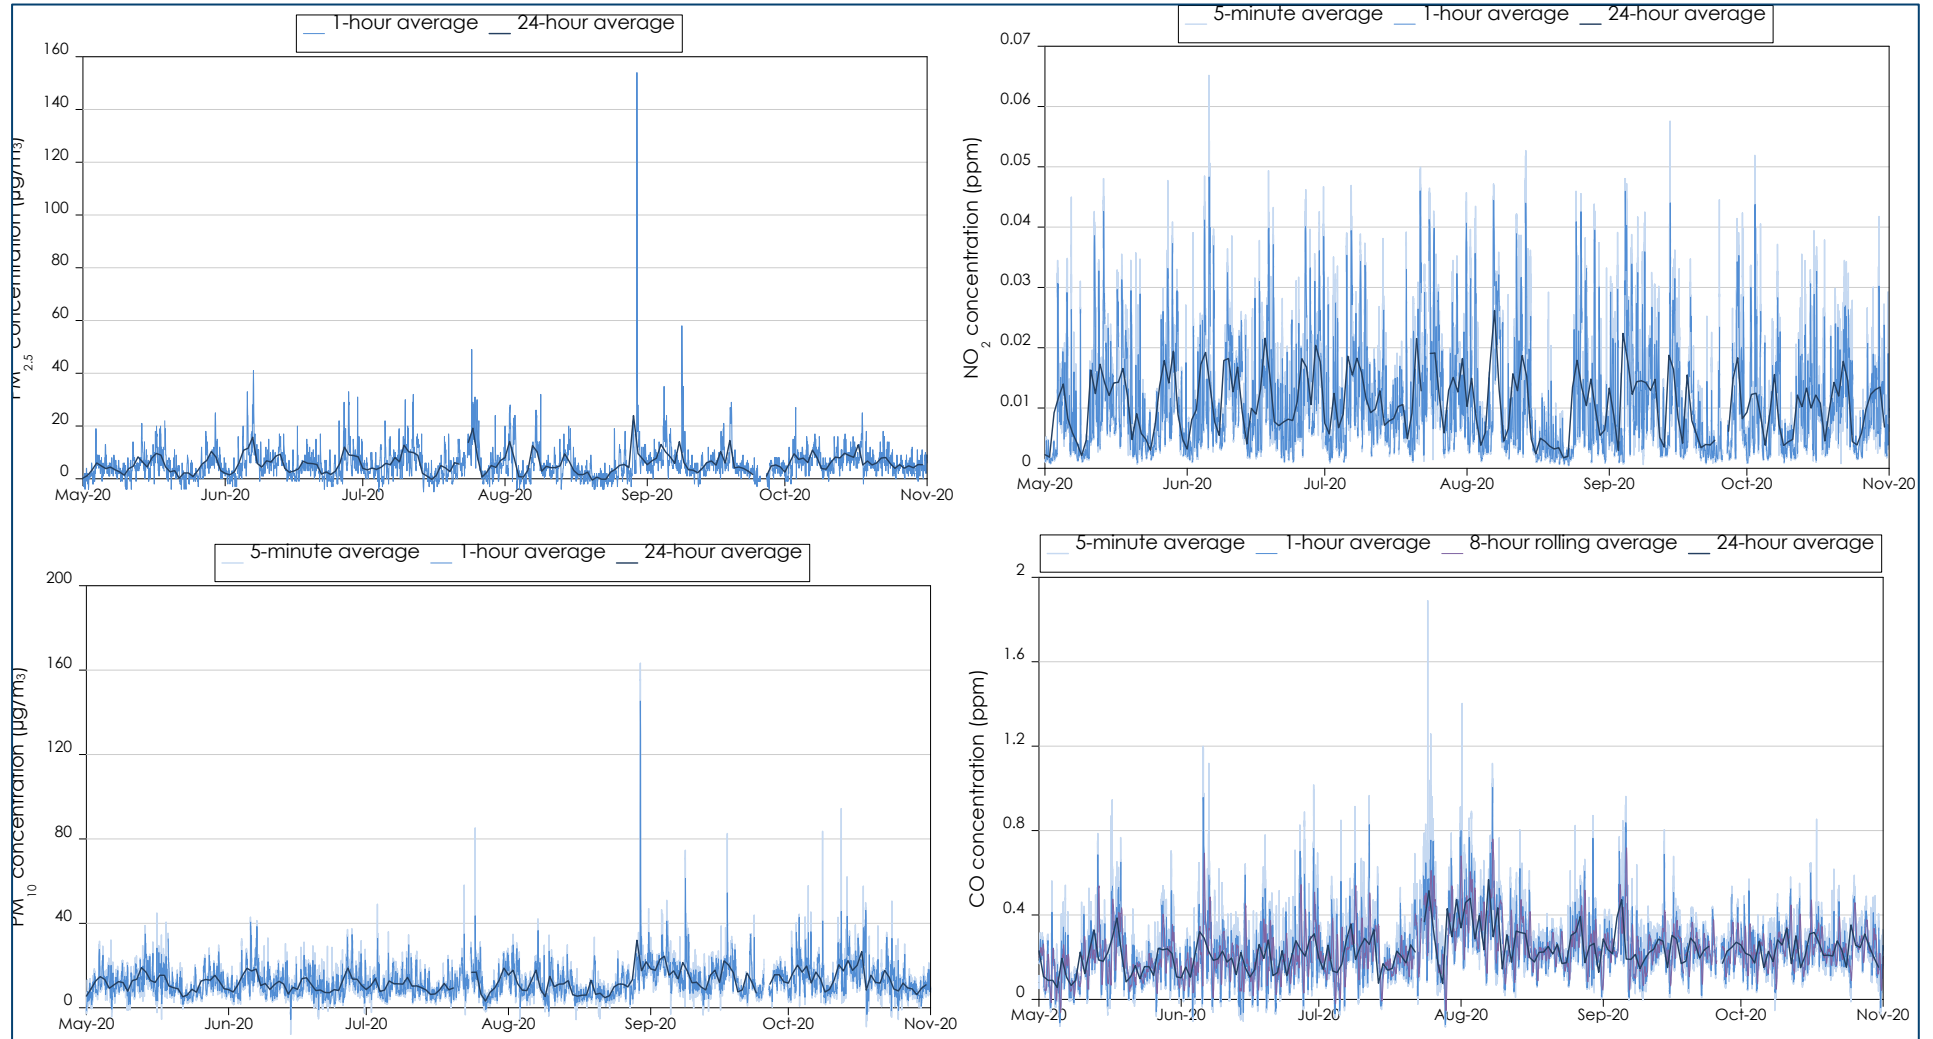 1-hour average 24-hour average
160
140
120
100
80
60
40
20
0
PM2.5 concentration (µg/m3)
May-20 Jun-20 Jul-20 Aug-20 Sep-20 Oct-20 Nov-20
5-minute average 1-hour average 24-hour average
0.07
0.06
0.05
0.04
0.03
0.02
0.01
0
NO2 concentration (ppm)
May-20 Jun-20 Jul-20 Aug-20 Sep-20 Oct-20 Nov-20
5-minute average 1-hour average 24-hour average
200
160
120
80
40
0
PM10 concentration (µg/m3)
May-20 Jun-20 Jul-20 Aug-20 Sep-20 Oct-20 Nov-20
5-minute average 1-hour average 8-hour rolling average 24-hour average
2
1.6
1.2
0.8
0.4
0
CO concentration (ppm)
May-20 Jun-20 Jul-20 Aug-20 Sep-20 Oct-20 Nov-20